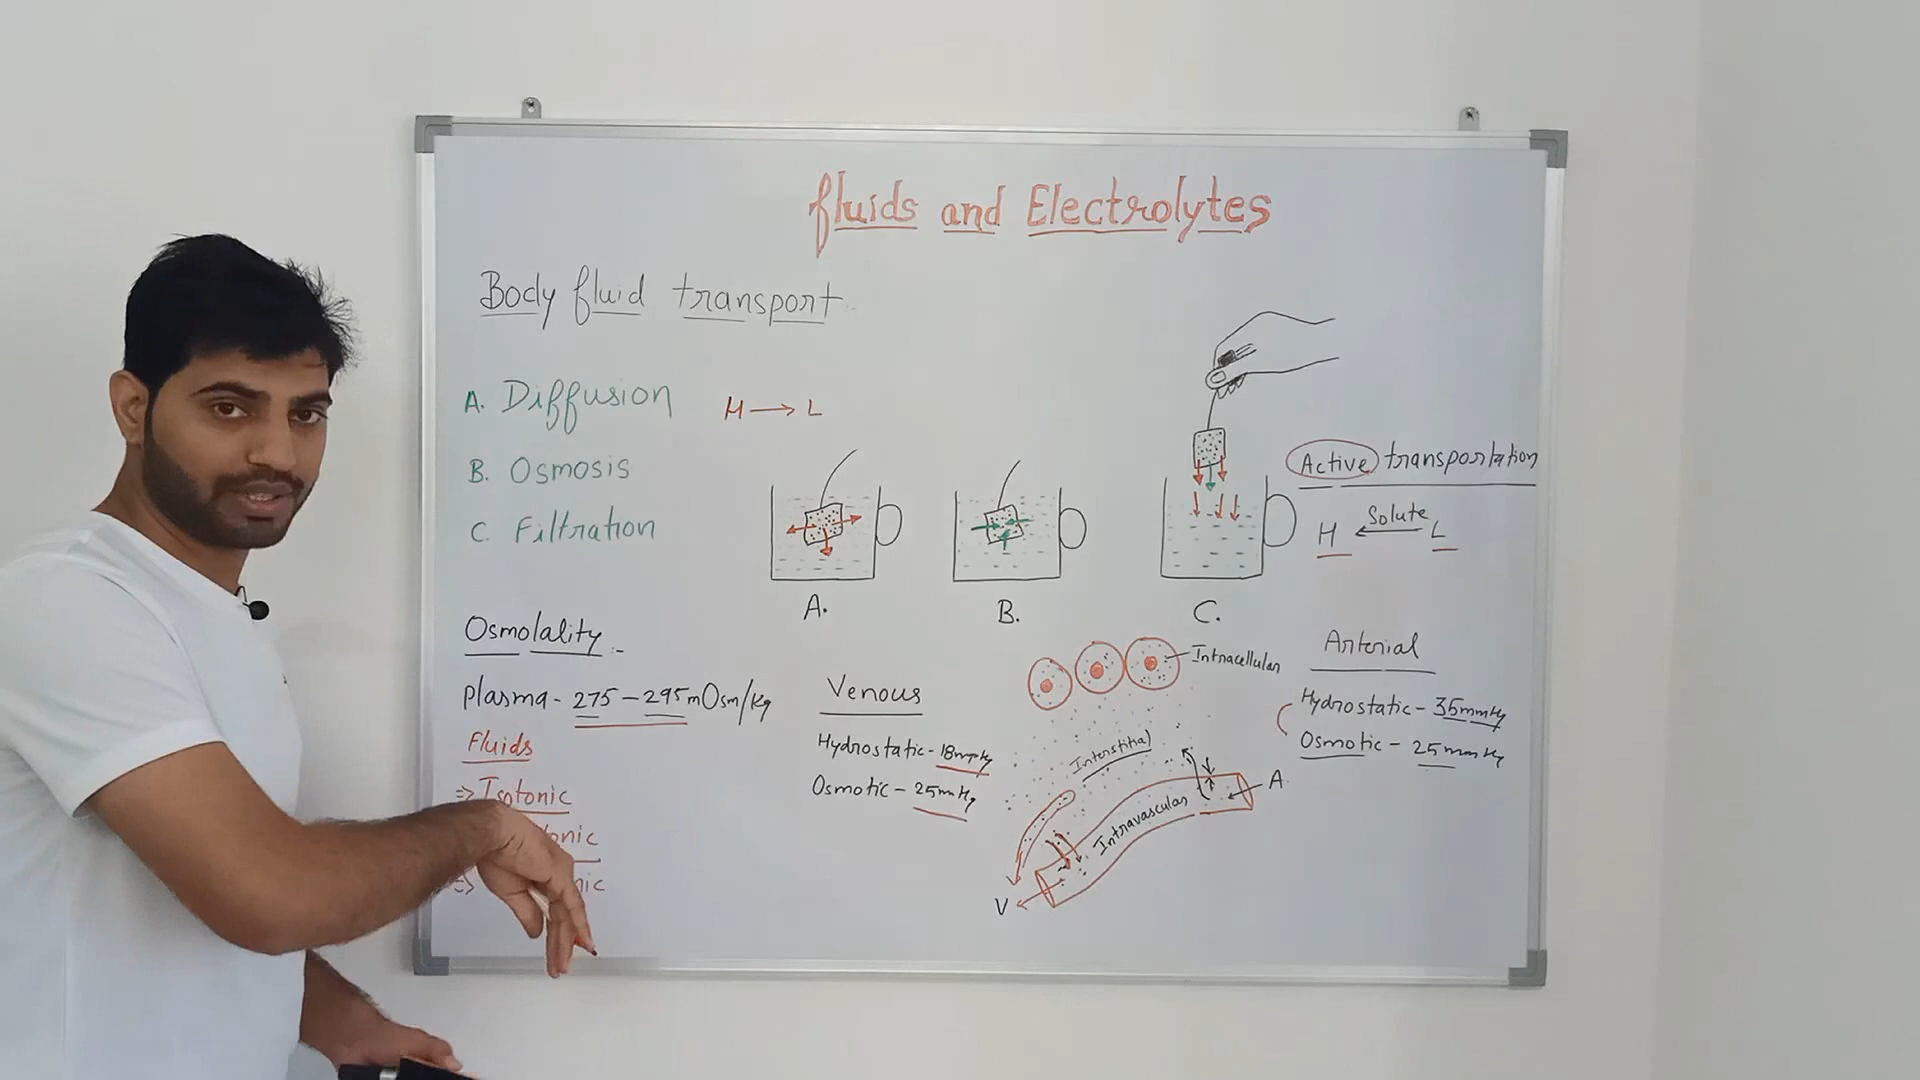 fluids and Electrolytes
Body fluid transport
A. Diffusion
H → L
B. Osmosis
C. Filtration
A.
B.
C.
Active transportation
H ← Solute L
Osmolality :-
Plasma - 275 - 295 mOsm/kg
Fluids
=> Isotonic
Venous
Hydrostatic - 18mmHg
Osmotic - 25mmHg
Intracellular
Interstitial
Intravascular
A
V
Arterial
Hydrostatic - 35mmHg
Osmotic - 25mmHg